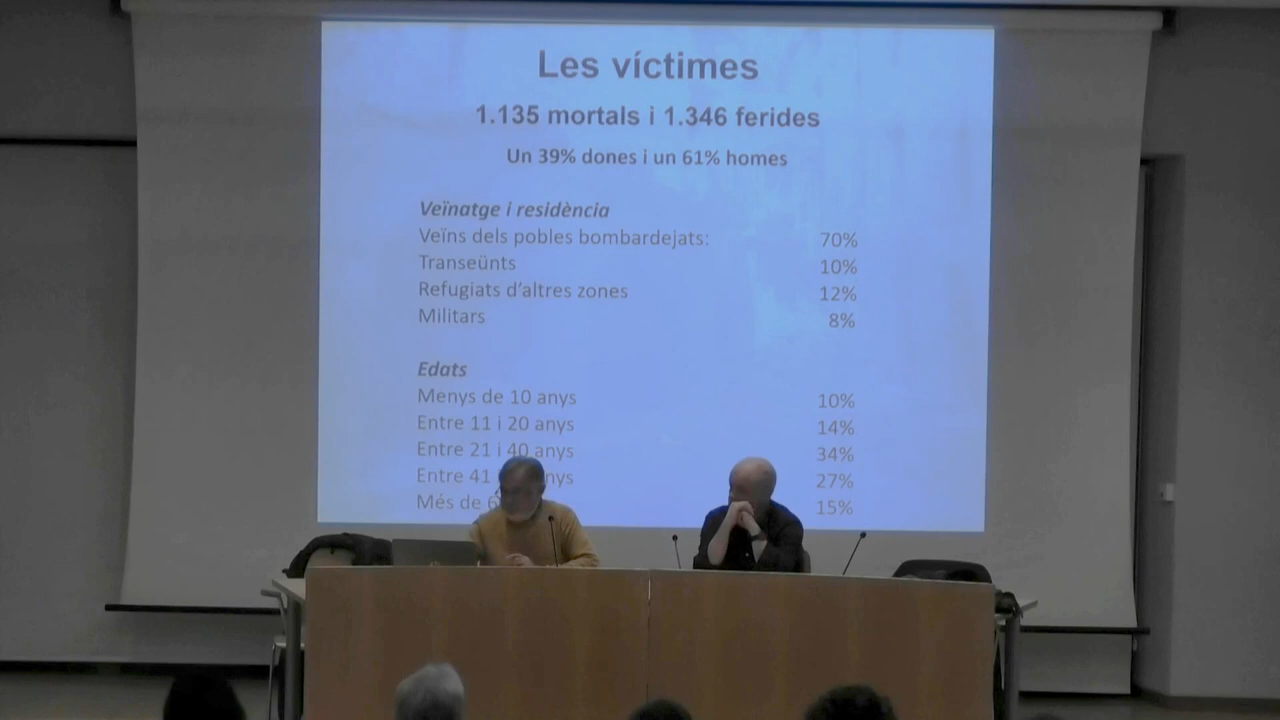 Les víctimes
1.135 mortals i 1.346 ferides
Un 39% dones i un 61% homes
Veïnatge i residència
Veïns dels pobles bombardejats: 70%
Transeünts 10%
Refugiats d'altres zones 12%
Militars 8%
Edats
Menys de 10 anys 10%
Entre 11 i 20 anys 14%
Entre 21 i 40 anys 34%
Entre 41 27%
Més de 15%